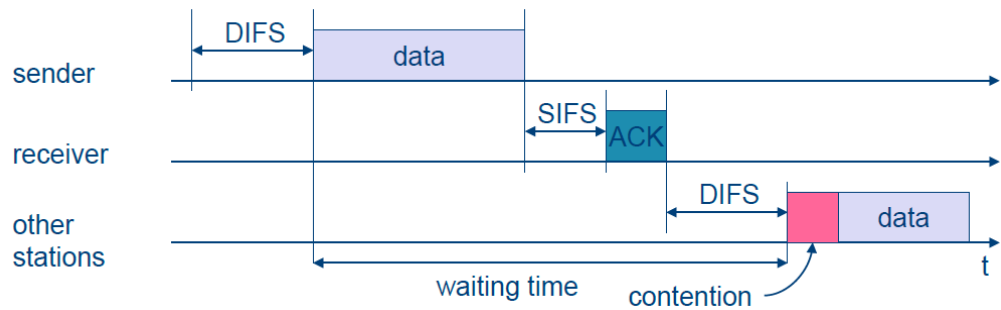 DIFS
data
sender
SIFS
ACK
receiver
DIFS
data
other
stations
t
waiting time
contention